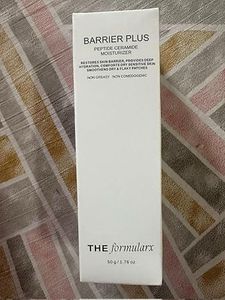 BARRIER PLUS
PEPTIDE CERAMIDE
MOISTURIZER
RESTORES SKIN BARRIER, PROVIDES DEEP
HYDRATION, COMFORTS DRY SENSITIVE SKIN
SMOOTHENS DRY & FLAKY PATCHES
NON GREASY NON COMEDOGENIC
THE formularx
50 g / 1.76 oz